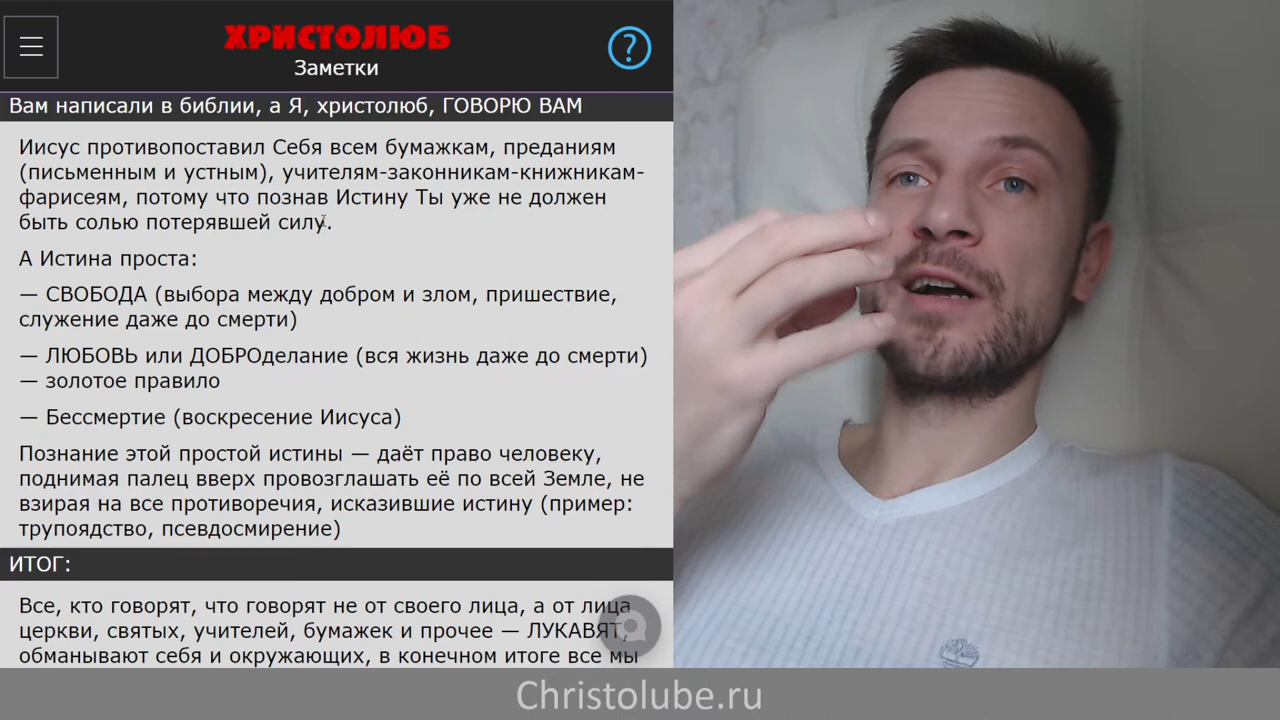 ХРИСТОЛЮБ
?
Заметки
Вам написали в библии, а Я, христолюб, ГОВОРЮ ВАМ
Иисус противопоставил Себя всем бумажкам, преданиям
(письменным и устным), учителям-законникам-книжникам-
фарисеям, потому что познав Истину Ты уже не должен
быть солью потерявшей силу.
А Истина проста:
— СВОБОДА (выбора между добром и злом, пришествие,
служение даже до смерти)
— ЛЮБОВЬ или ДОБРОделание (вся жизнь даже до смерти)
— золотое правило
— Бессмертие (воскресение Иисуса)
Познание этой простой истины — даёт право человеку,
поднимая палец вверх провозглашать её по всей Земле, не
взирая на все противоречия, исказившие истину (пример:
трупоядство, псевдосмирение)
ИТОГ:
Все, кто говорят, что говорят не от своего лица, а от лица
церкви, святых, учителей, бумажек и прочее — ЛУКАВЯТ,
обманывают себя и окружающих, в конечном итоге все мы
Christolube.ru